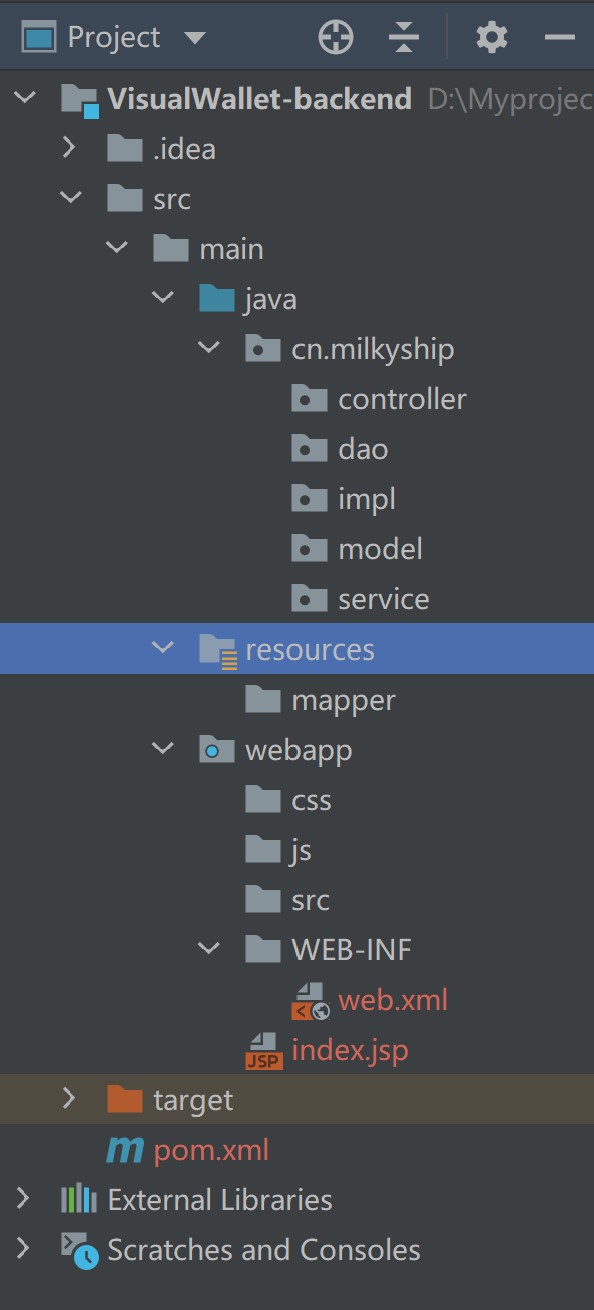 Project
VisualWallet-backend D:\Myprojec
.idea
src
main
java
cn.milkyship
controller
dao
impl
model
service
resources
mapper
webapp
css
js
src
WEB-INF
web.xml
JSP index.jsp
target
m pom.xml
External Libraries
Scratches and Consoles